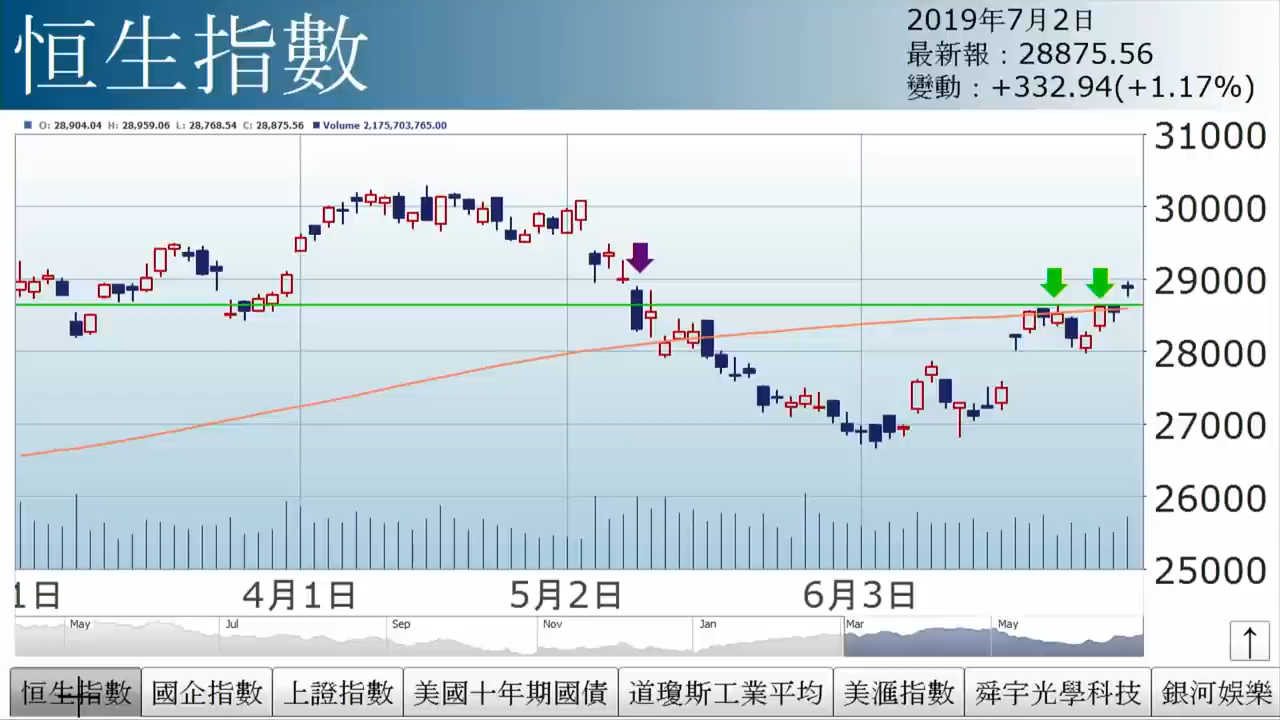 恒生指數
2019年7月2日
最新報：28875.56
變動：+332.94(+1.17%)
O: 28,904.04 H: 28,959.06 L: 28,768.54 C: 28,875.56 Volume 2,175,703,765.00
31000
30000
29000
28000
27000
26000
25000
1日 4月1日 5月2日 6月3日
May Jul Sep Nov Jan Mar May
↑
恒生指數 國企指數 上證指數 美國十年期國債 道瓊斯工業平均 美滙指數 舜宇光學科技 銀河娛樂